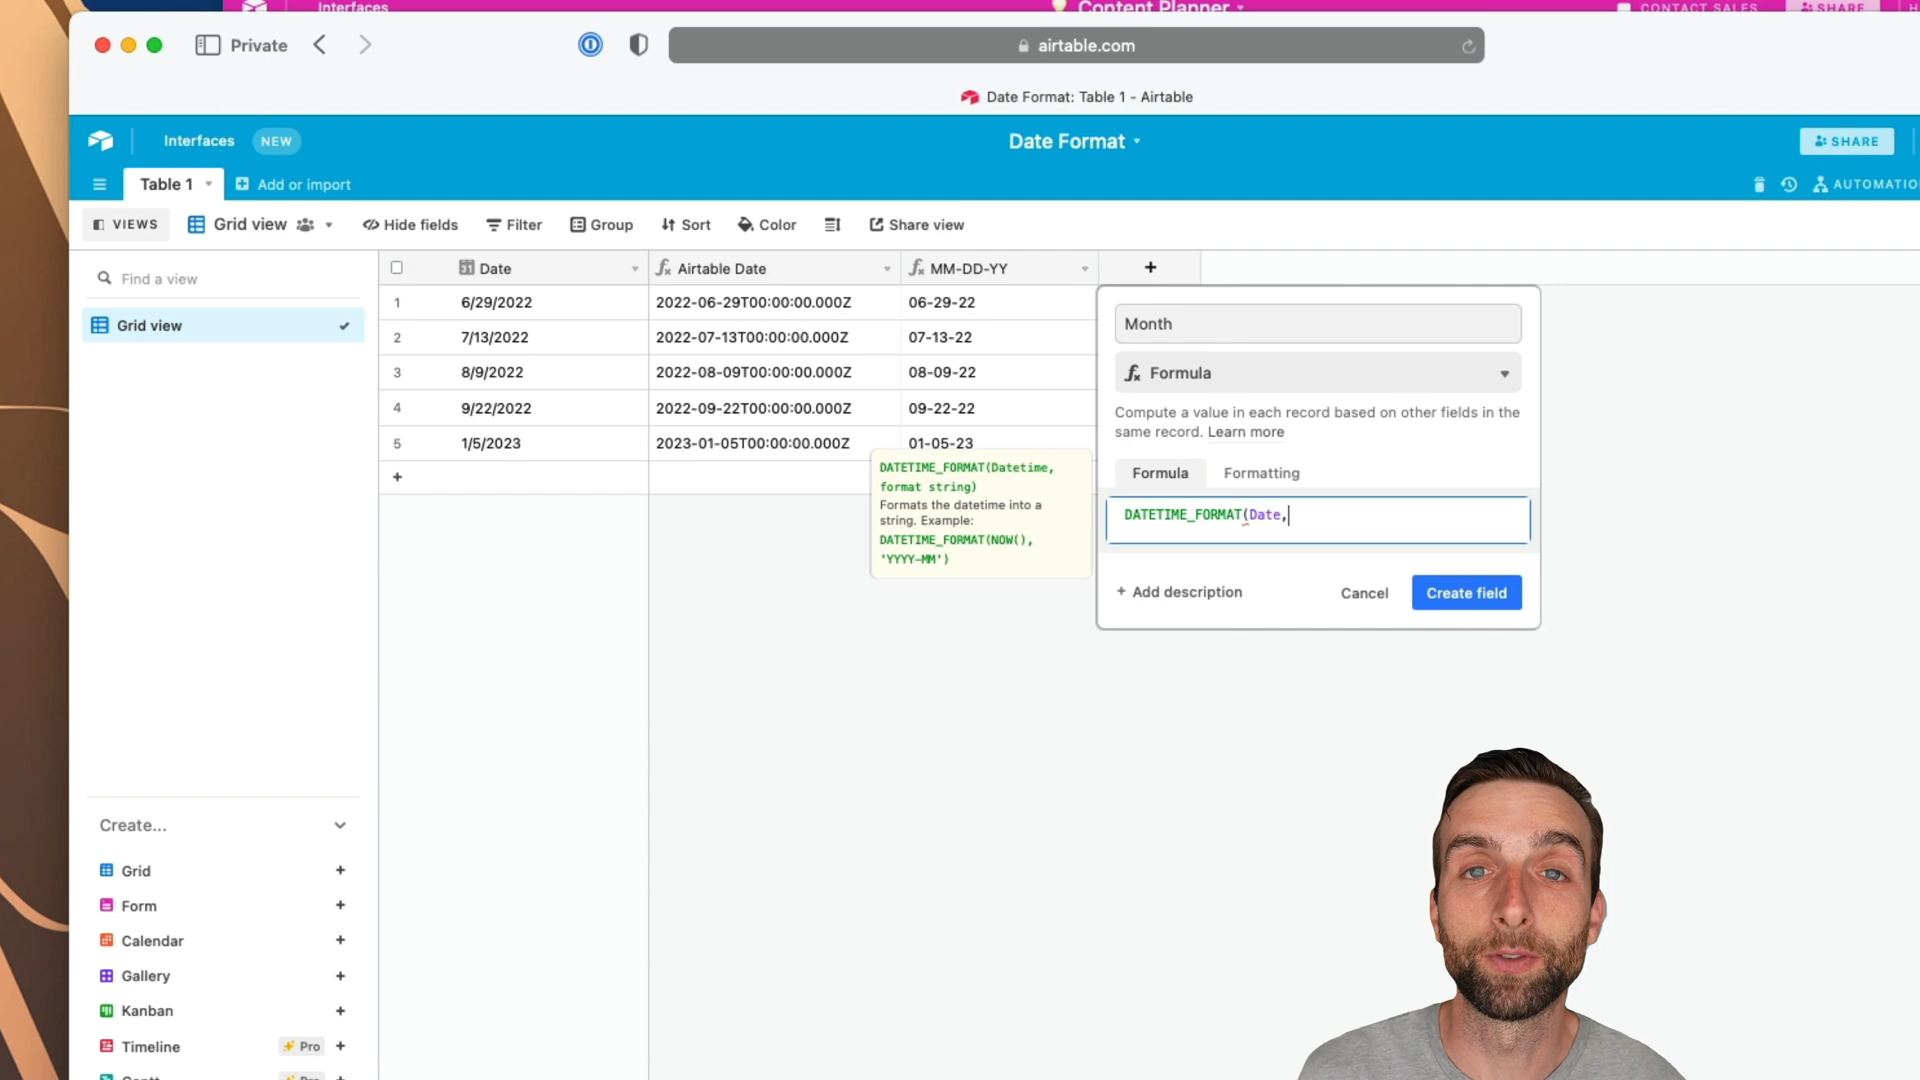 Interfaces
Content Planner
CONTACT SALES
SHARE
Private
airtable.com
Date Format: Table 1 - Airtable
Interfaces
NEW
Date Format
SHARE
Table 1
Add or import
AUTOMATIO
VIEWS
Grid view
Hide fields
Filter
Group
Sort
Color
Share view
Find a view
Grid view
Date
Airtable Date
MM-DD-YY
+
1 6/29/2022 2022-06-29T00:00:00.000Z 06-29-22
2 7/13/2022 2022-07-13T00:00:00.000Z 07-13-22
3 8/9/2022 2022-08-09T00:00:00.000Z 08-09-22
4 9/22/2022 2022-09-22T00:00:00.000Z 09-22-22
5 1/5/2023 2023-01-05T00:00:00.000Z 01-05-23
+
DATETIME_FORMAT(Datetime,
format string)
Formats the datetime into a
string. Example:
DATETIME_FORMAT(NOW(),
'YYYY-MM')
Month
Formula
Compute a value in each record based on other fields in the
same record. Learn more
Formula
Formatting
DATETIME_FORMAT(Date,
+ Add description
Cancel
Create field
Create...
Grid +
Form +
Calendar +
Gallery +
Kanban +
Timeline Pro +